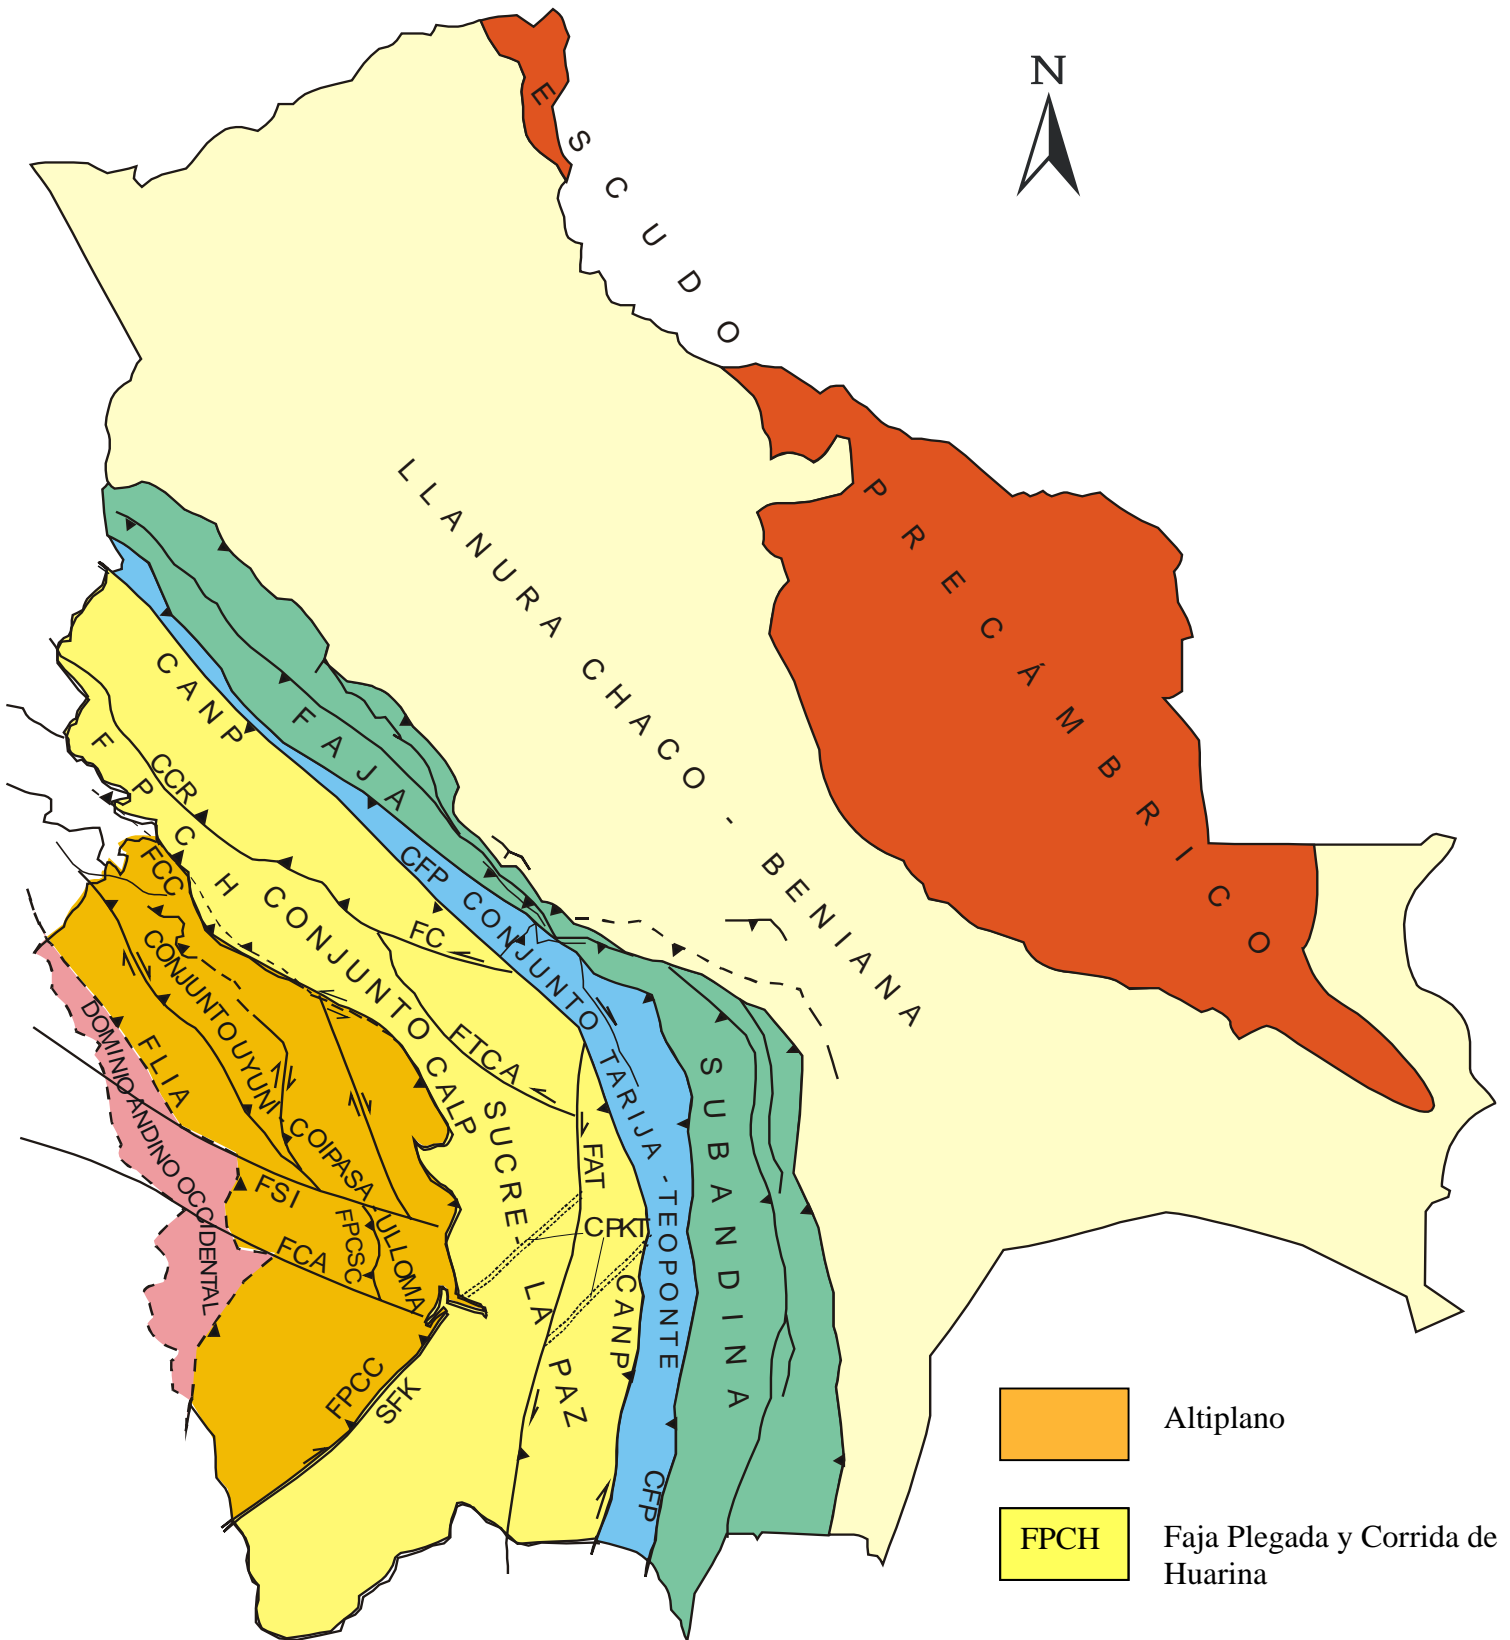 N
ESCUDO
PRECÁMBRICO
LLANURA CHACO - BENIANA
FAJA
SUBANDINA
CANP
CCR
FPCH
FCC
CFP
CONJUNTO TARIJA - TEOPONTE
FC
CONJUNTO CALP
FTCA
SUCRE- LA PAZ
CONJUNTO UYUNI - COIPASA - ULLOMA
DOMINIO ANDINO OCCIDENTAL
FLIA
FSI
FAT
CPKT
FCA
FPCSC
CANP
FPCC
SFK
CFP
Altiplano
FPCH
Faja Plegada y Corrida de
Huarina